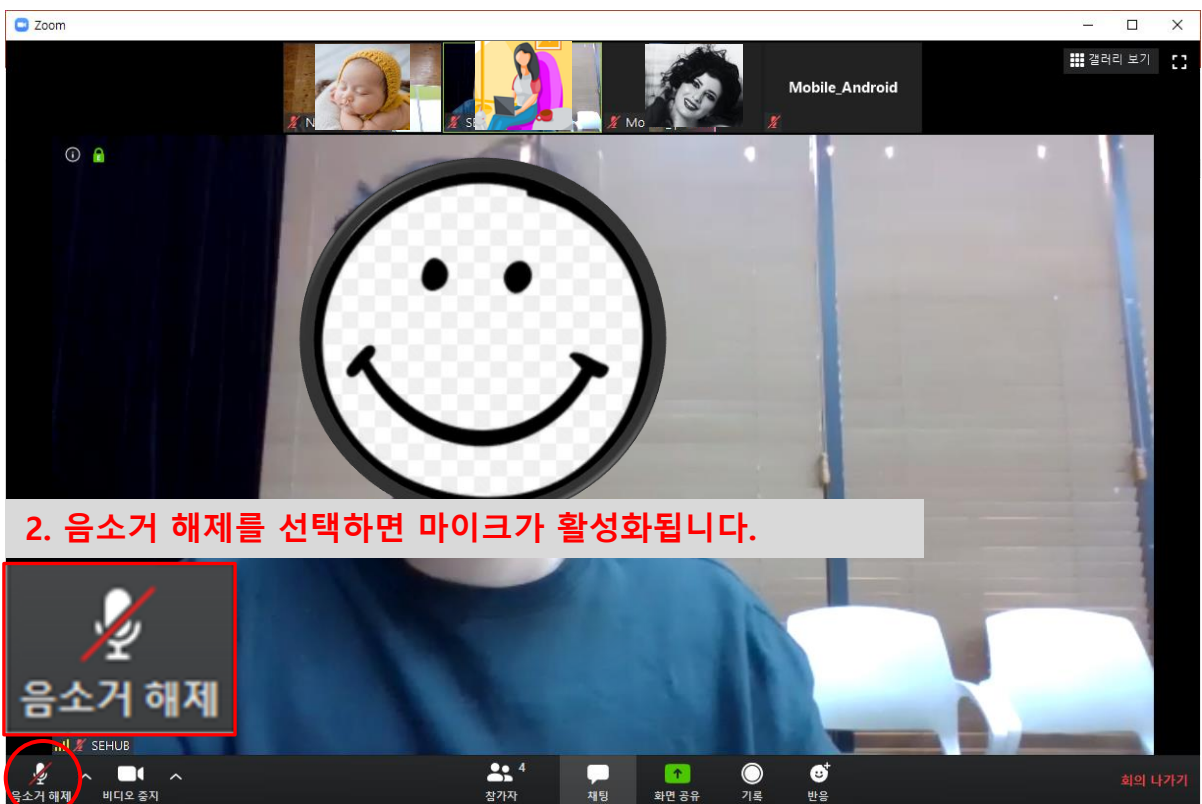 Zoom
갤러리 보기
Mobile_Android
N
SE
Mo
2. 음소거 해제를 선택하면 마이크가 활성화됩니다.
음소거 해제
SEHUB
4
음소거 해제
비디오 중지
참가자
채팅
화면 공유
기록
반응
회의 나가기